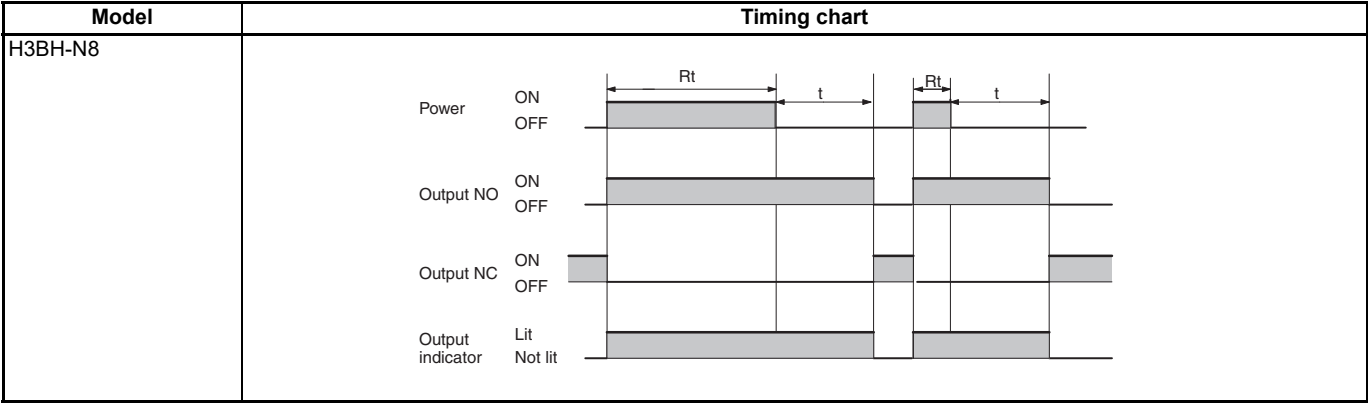 Model Timing chart
H3BH-N8
Rt t Rt t
Power ON
OFF
Output NO ON
OFF
Output NC ON
OFF
Output indicator Lit
Not lit